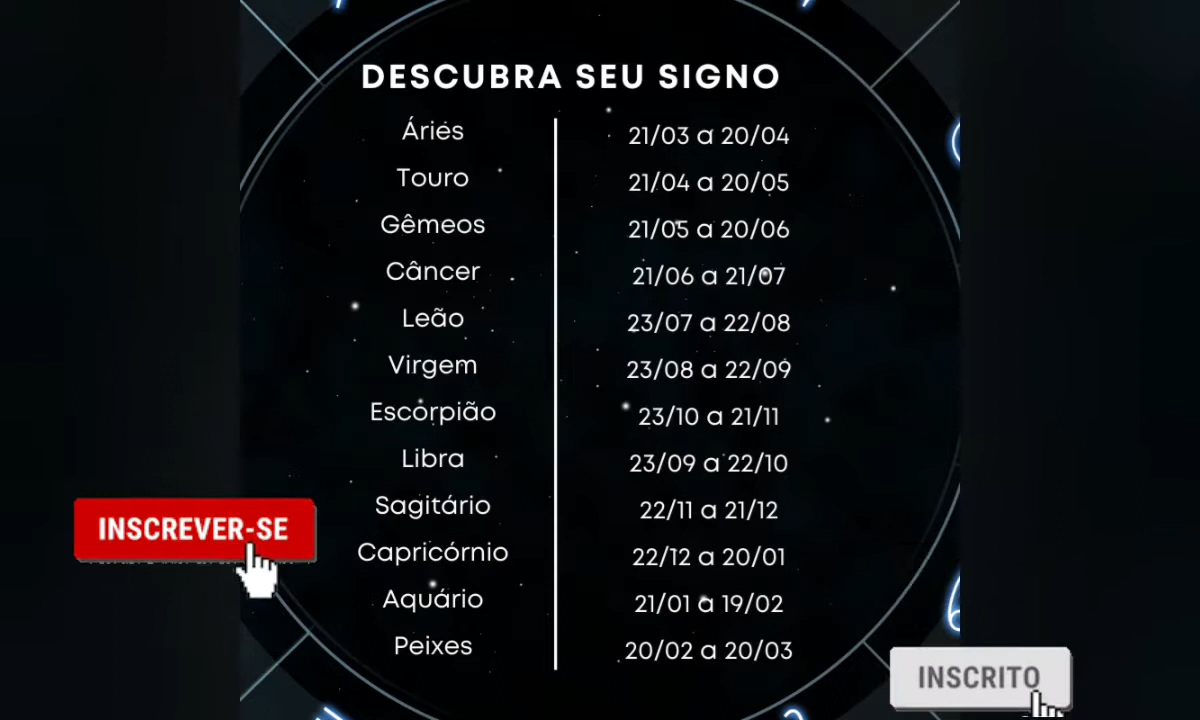 DESCUBRA SEU SIGNO
Áries 21/03 a 20/04
Touro 21/04 a 20/05
Gêmeos 21/05 a 20/06
Câncer 21/06 a 21/07
Leão 23/07 a 22/08
Virgem 23/08 a 22/09
Escorpião 23/10 a 21/11
Libra 23/09 a 22/10
Sagitário 22/11 a 21/12
Capricórnio 22/12 a 20/01
Aquário 21/01 a 19/02
Peixes 20/02 a 20/03
INSCREVER-SE
INSCRITO